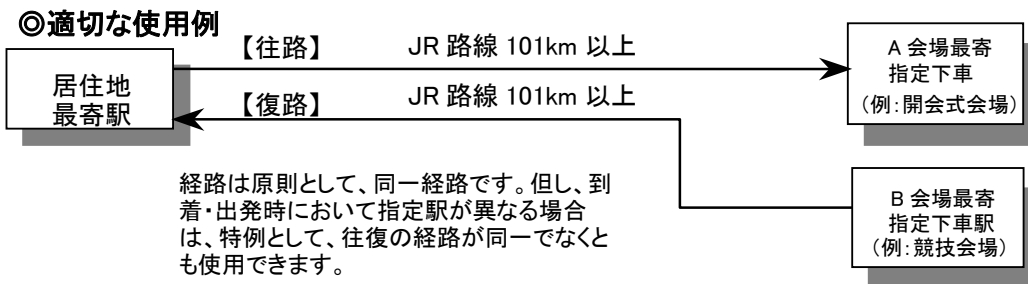 ◎適切な使用例
【往路】 JR 路線 101km 以上
居住地
最寄駅
A 会場最寄
指定下車
(例:開会式会場)
【復路】 JR 路線 101km 以上
経路は原則として、同一経路です。但し、到
着・出発時において指定駅が異なる場合
は、特例として、往復の経路が同一でなくと
も使用できます。
B 会場最寄
指定下車駅
(例:競技会場)